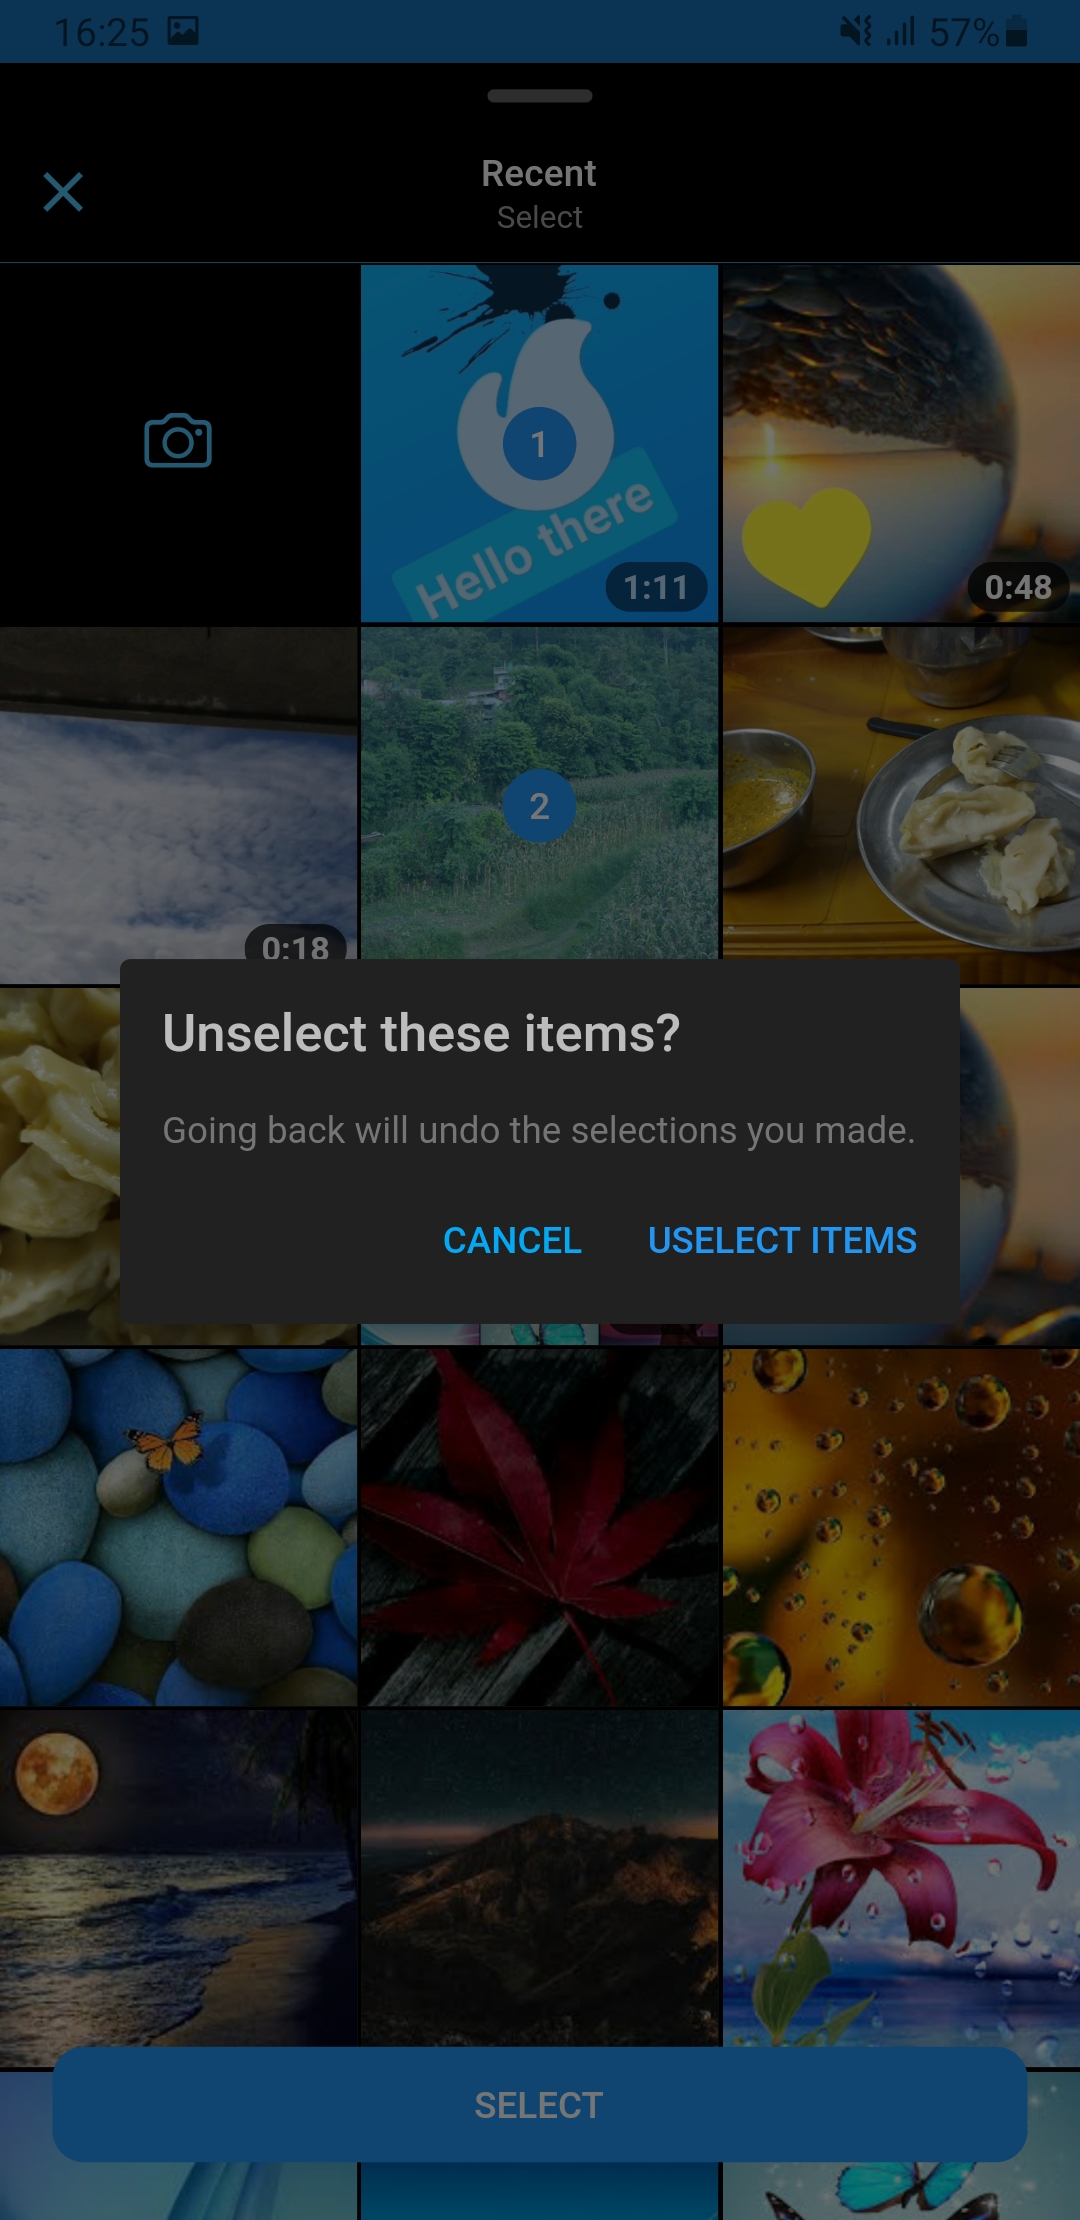 16:25
57%
Recent
Select
1
Hello there
1:11
0:48
0:18
2
Unselect these items?
Going back will undo the selections you made.
CANCEL
USELECT ITEMS
SELECT